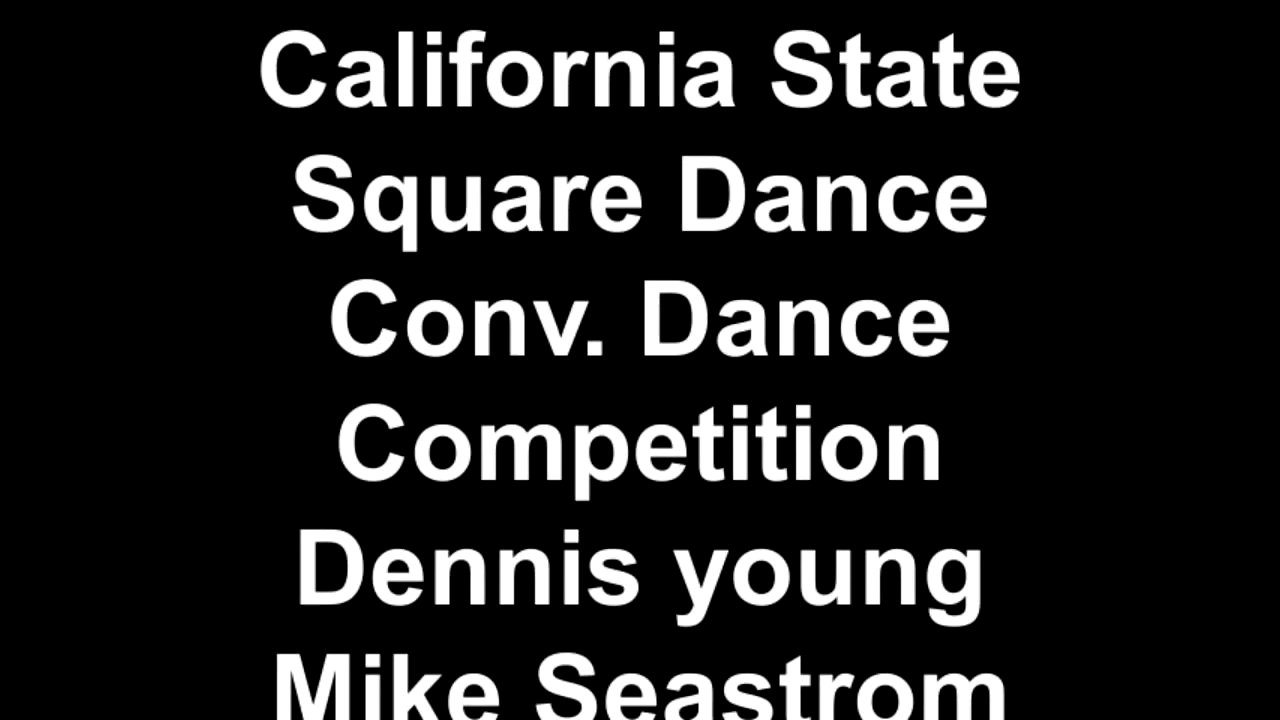 California State
Square Dance
Conv. Dance
Competition
Dennis young
Mike Seastrom